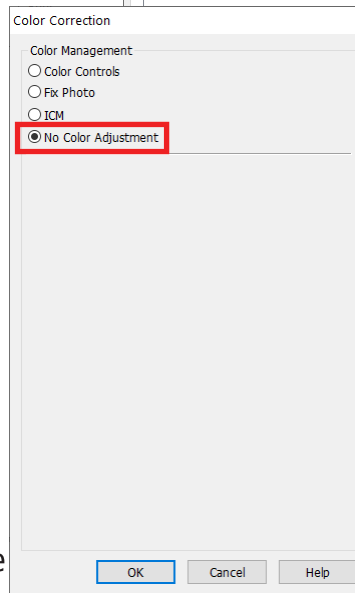 Color Correction
Color Management
Color Controls
Fix Photo
ICM
No Color Adjustment
e
OK Cancel Help